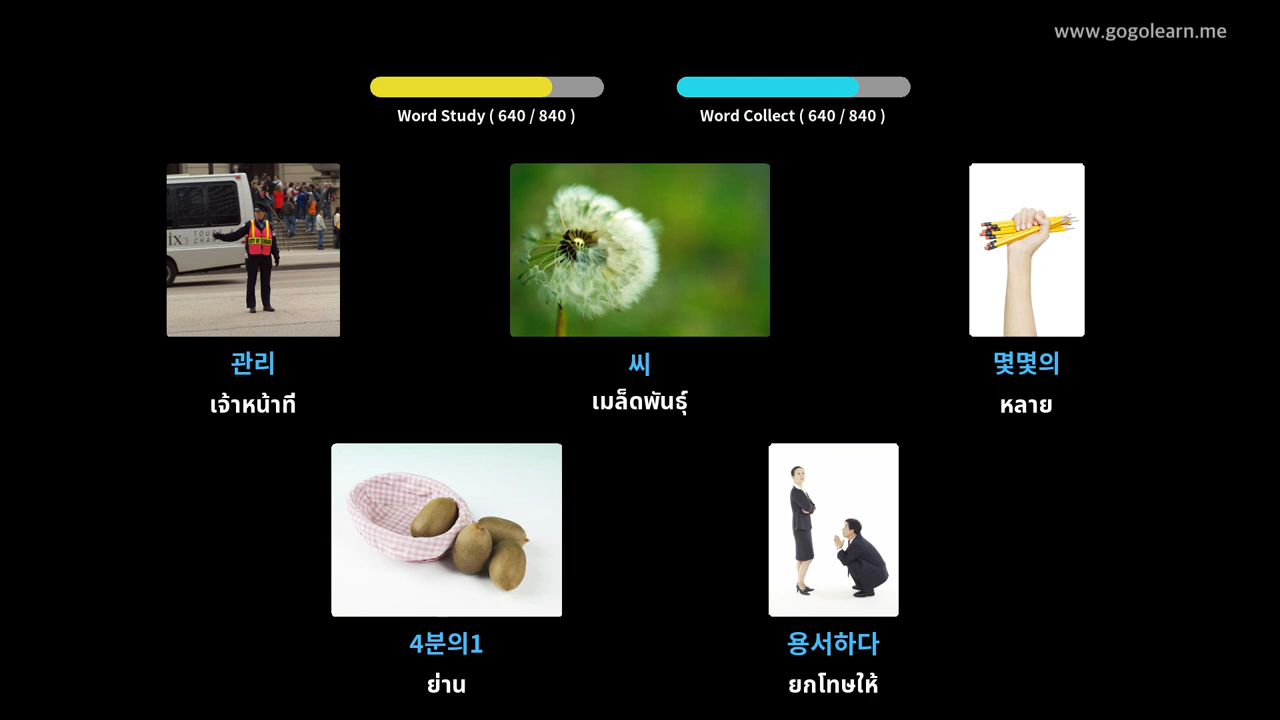 www.gogolearn.me
Word Study ( 640 / 840 )
Word Collect ( 640 / 840 )
관리
เจ้าหน้าที่
씨
เมล็ดพันธุ์
몇몇의
หลาย
4분의1
ย่าน
용서하다
ยกโทษให้